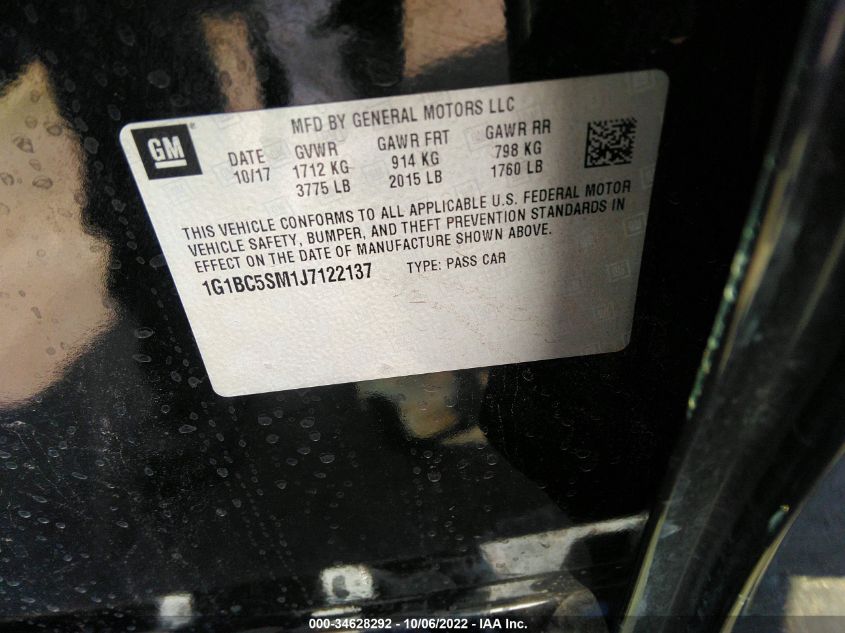 MFD BY GENERAL MOTORS LLC
GM
DATE GVWR GAWR FRT GAWR RR
10/17 1712 KG 914 KG 798 KG
3775 LB 2015 LB 1760 LB
THIS VEHICLE CONFORMS TO ALL APPLICABLE U.S. FEDERAL MOTOR
VEHICLE SAFETY, BUMPER, AND THEFT PREVENTION STANDARDS IN
EFFECT ON THE DATE OF MANUFACTURE SHOWN ABOVE.
1G1BC5SM1J7122137 TYPE: PASS CAR
000-34628292 - 10/06/2022 - IAA Inc.